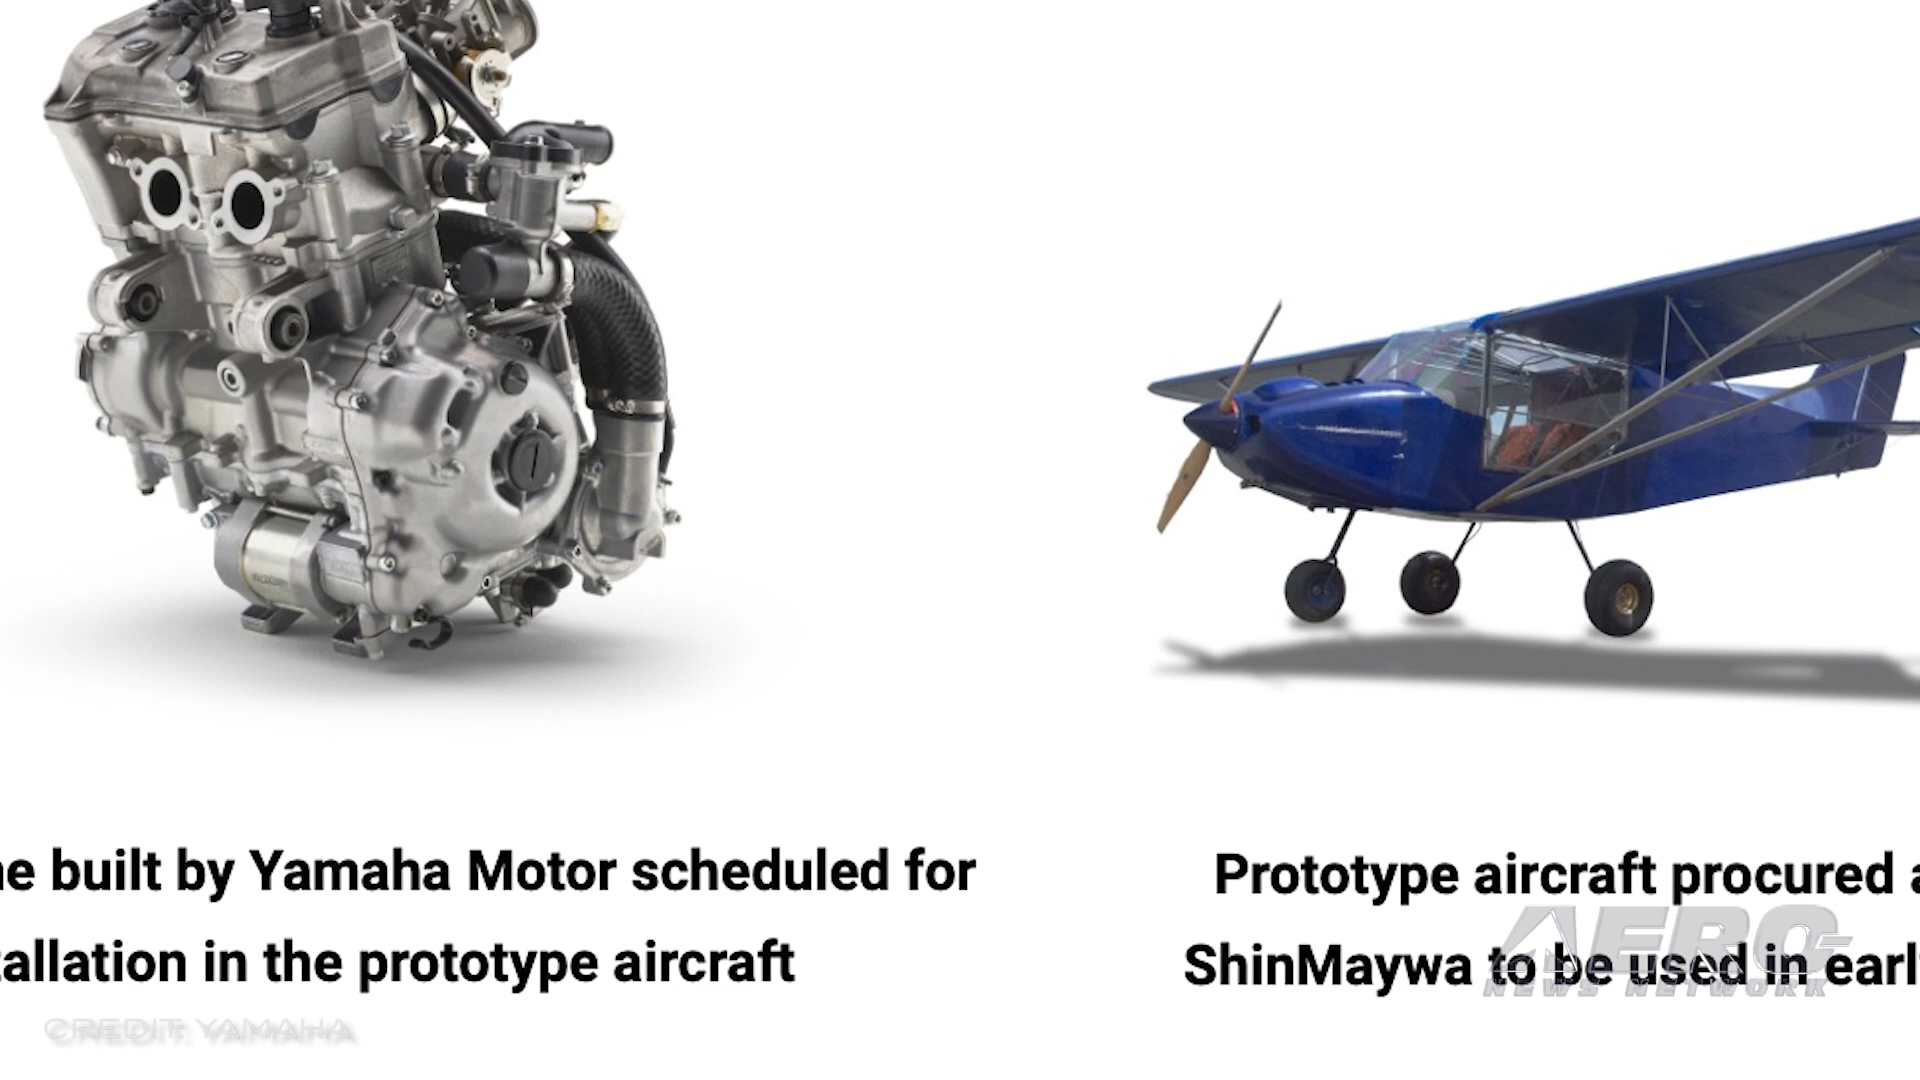 ne built by Yamaha Motor scheduled for
tallation in the prototype aircraft
Prototype aircraft procured a
ShinMaywa to be used in earl
AERO
NEWS NETWORK
CREDIT: YAMAHA